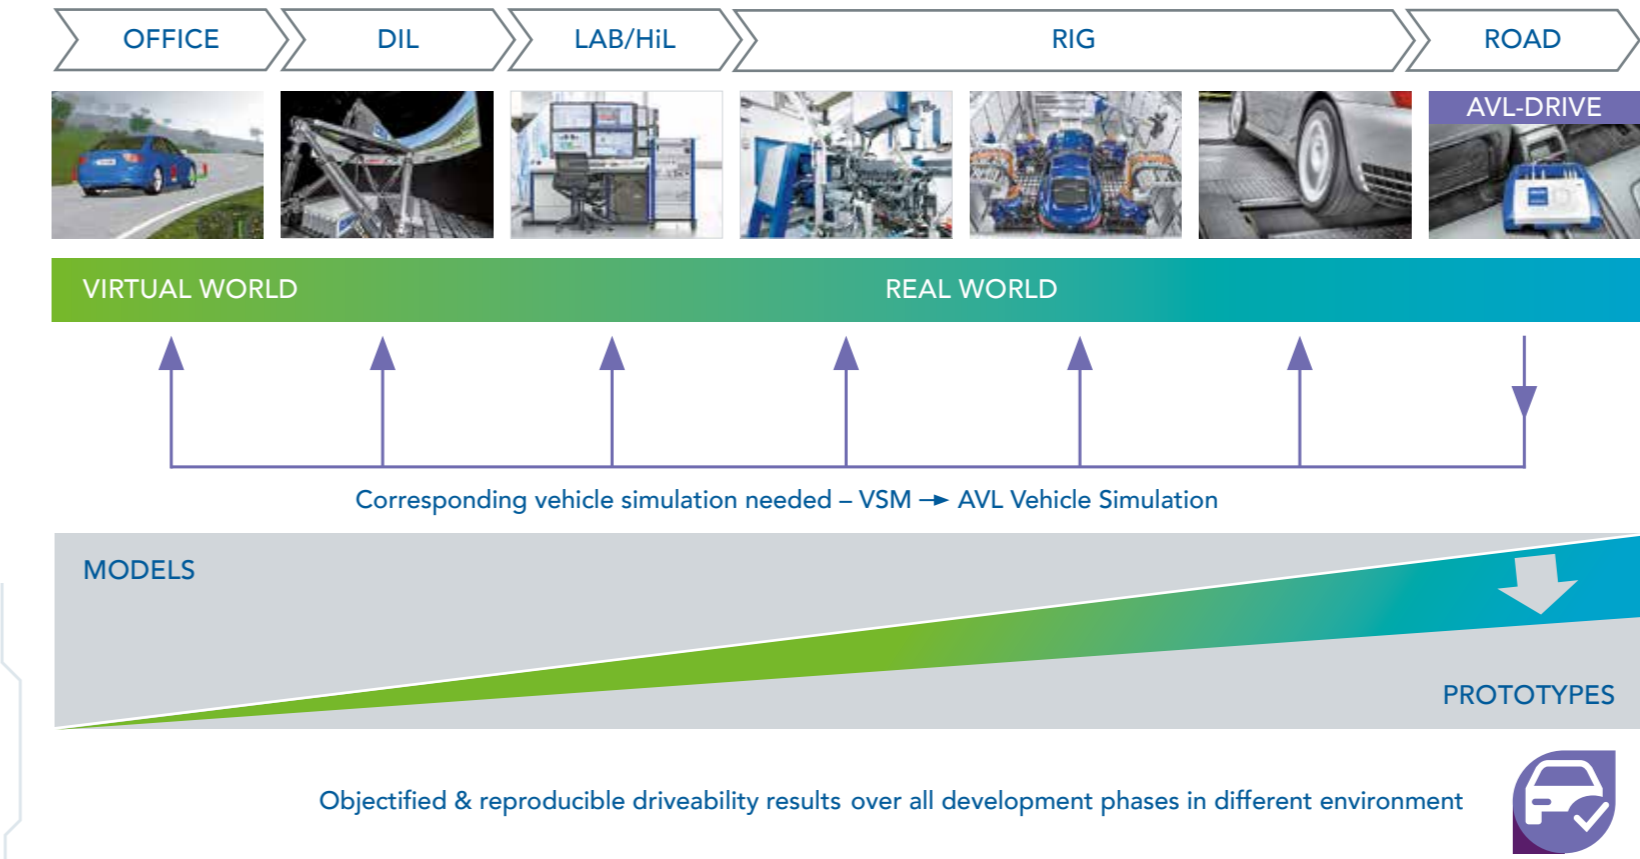 OFFICE
DIL
LAB/HiL
RIG
ROAD
AVL-DRIVE
VIRTUAL WORLD
REAL WORLD
Corresponding vehicle simulation needed – VSM → AVL Vehicle Simulation
MODELS
PROTOTYPES
Objectified & reproducible driveability results over all development phases in different environment